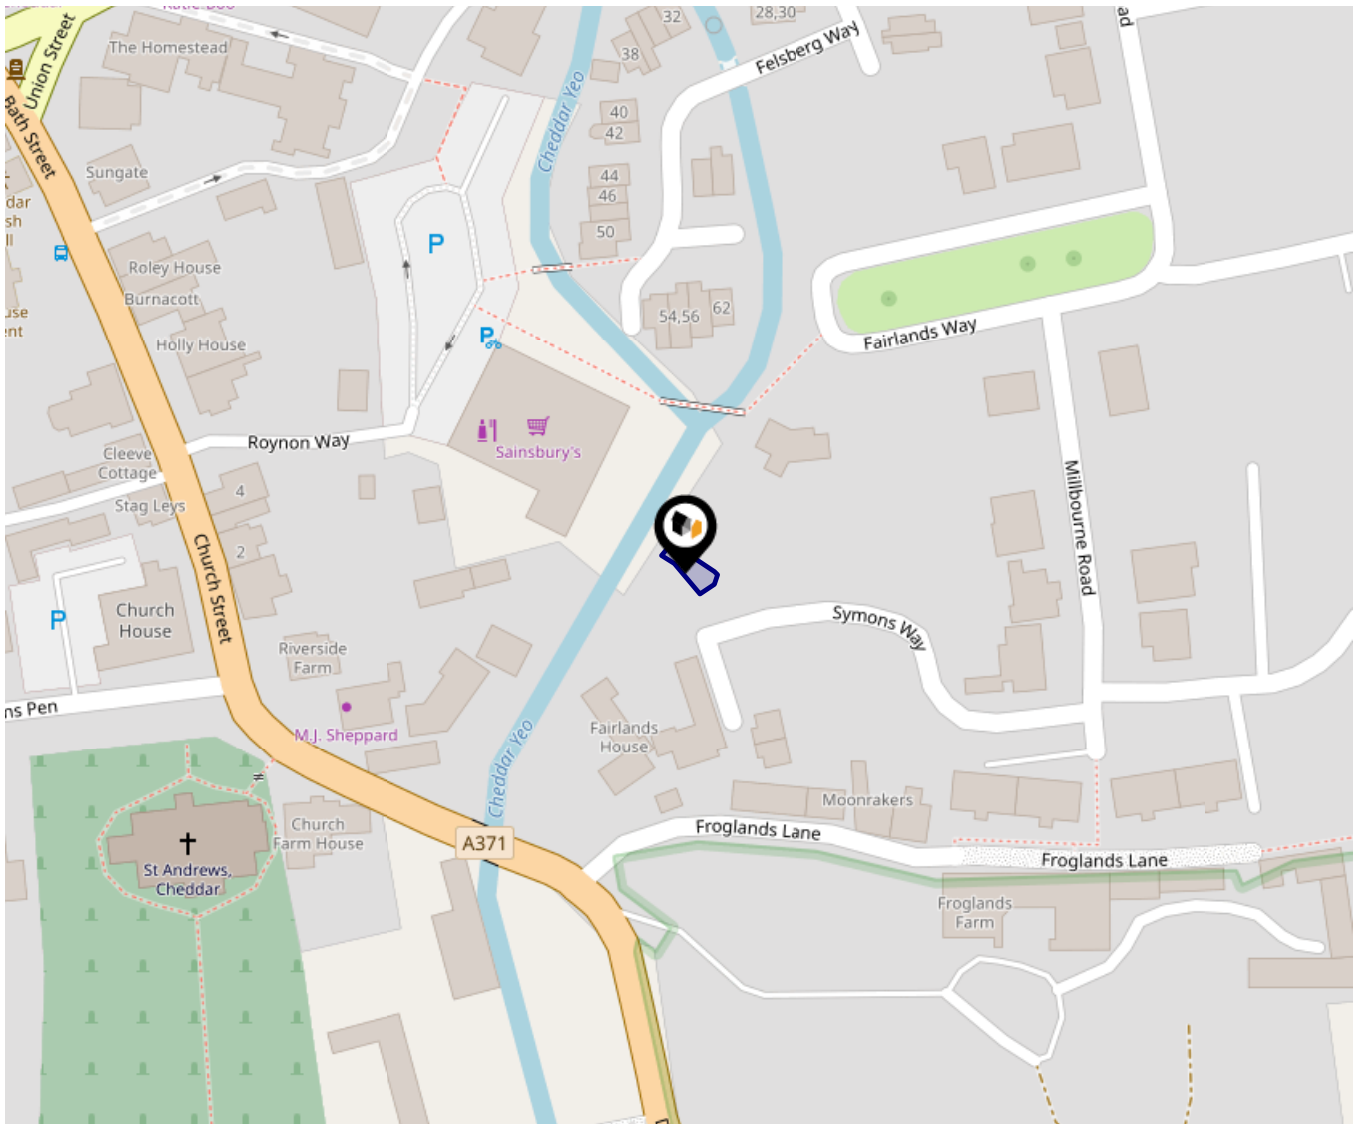 32
28,30
The Homestead
38
Felsberg Way
Union Street
Bath Street
Cheddar Yeo
40
42
Sungate
44
46
50
P
Roley House
Burnacott
54,56
62
Fairlands Way
Holly House
P
Roynon Way
Sainsbury's
Cleeve
Cottage
4
Stag Leys
Millbourne Road
2
Church Street
P
Church
House
Symons Way
Riverside
Farm
ns Pen
M.J. Sheppard
Fairlands
House
Cheddar Yeo
Moonrakers
Church
Farm House
A371
Froglands Lane
Froglands Lane
St Andrews,
Cheddar
Froglands
Farm